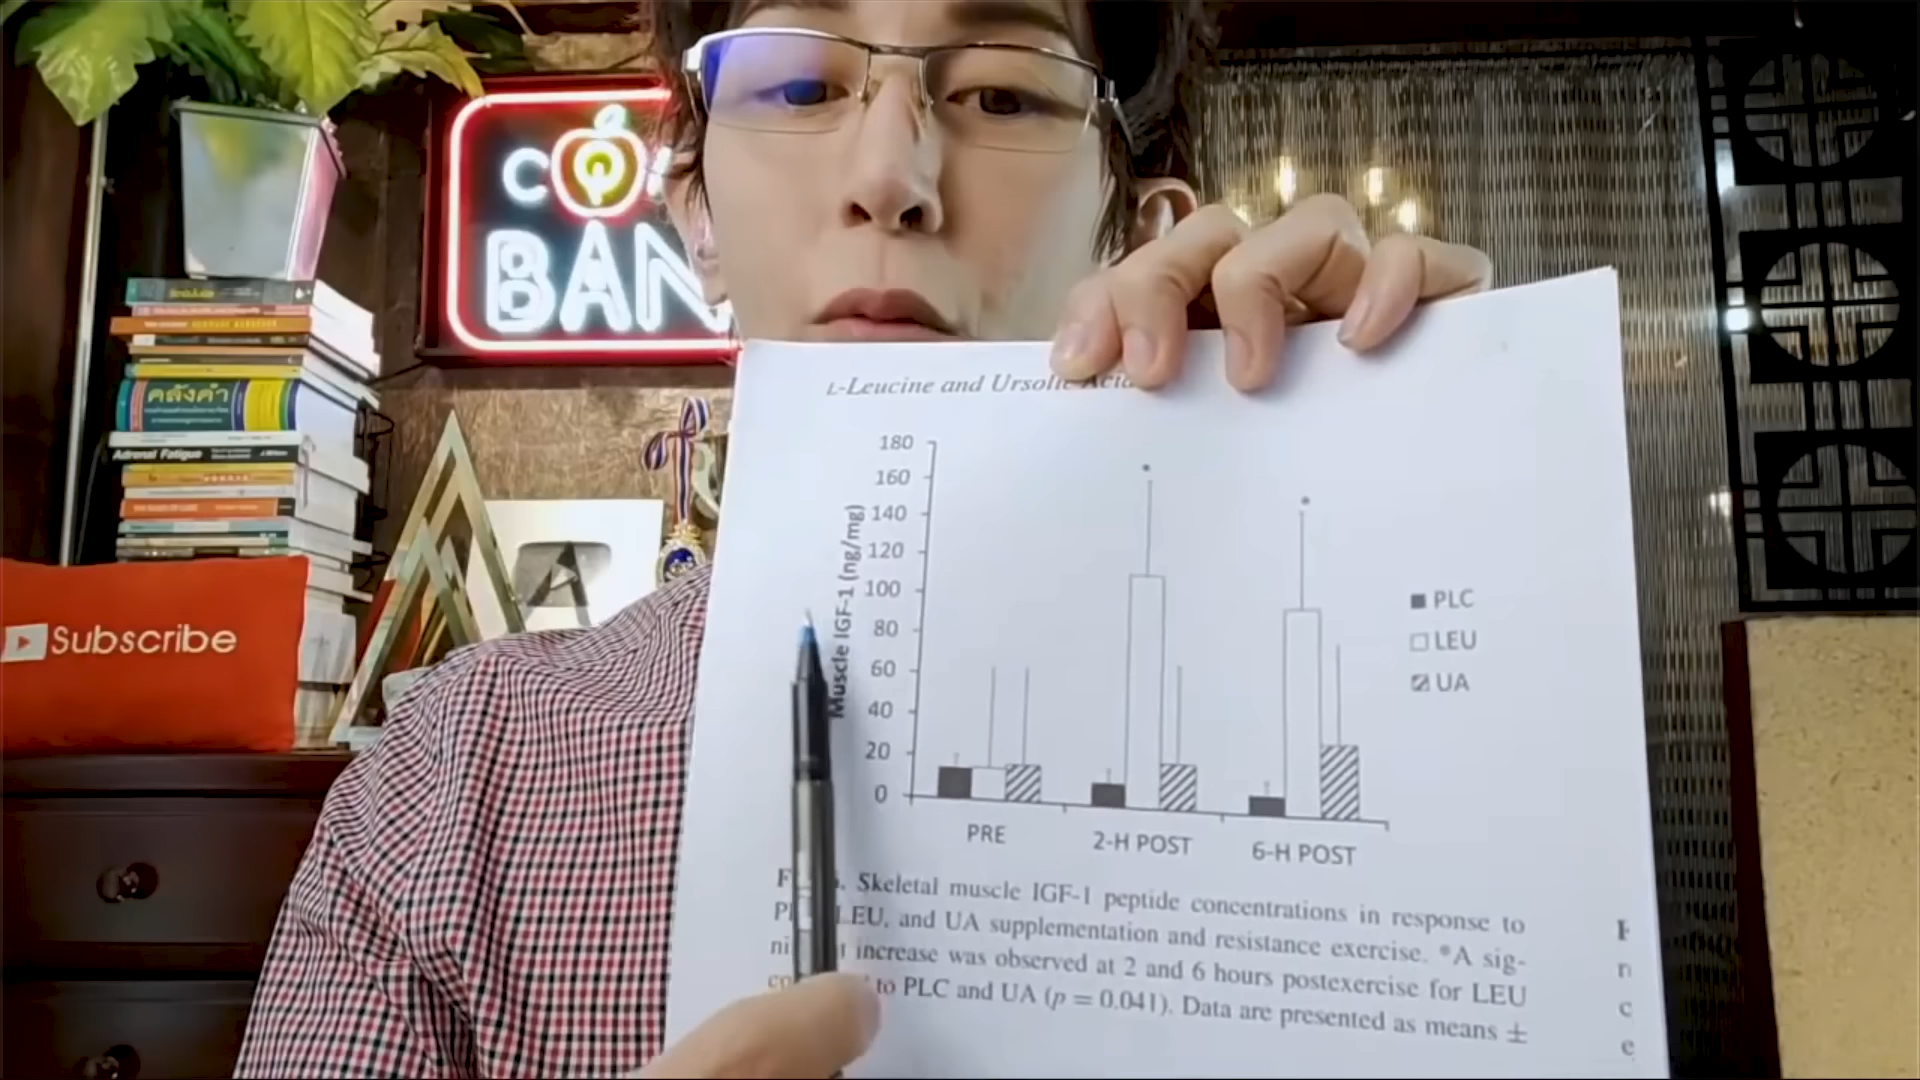 BAN
คลังคำ
Adrenal Fatigue
Subscribe
L-Leucine and Ursolic Acid
Muscle IGF-1 (ng/mg)
180
160
140
120
100
80
60
40
20
0
PRE
2-H POST
6-H POST
PLC
LEU
UA
Skeletal muscle IGF-1 peptide concentrations in response to
LEU, and UA supplementation and resistance exercise. *A sig-
increase was observed at 2 and 6 hours postexercise for LEU
to PLC and UA (p = 0.041). Data are presented as means ±